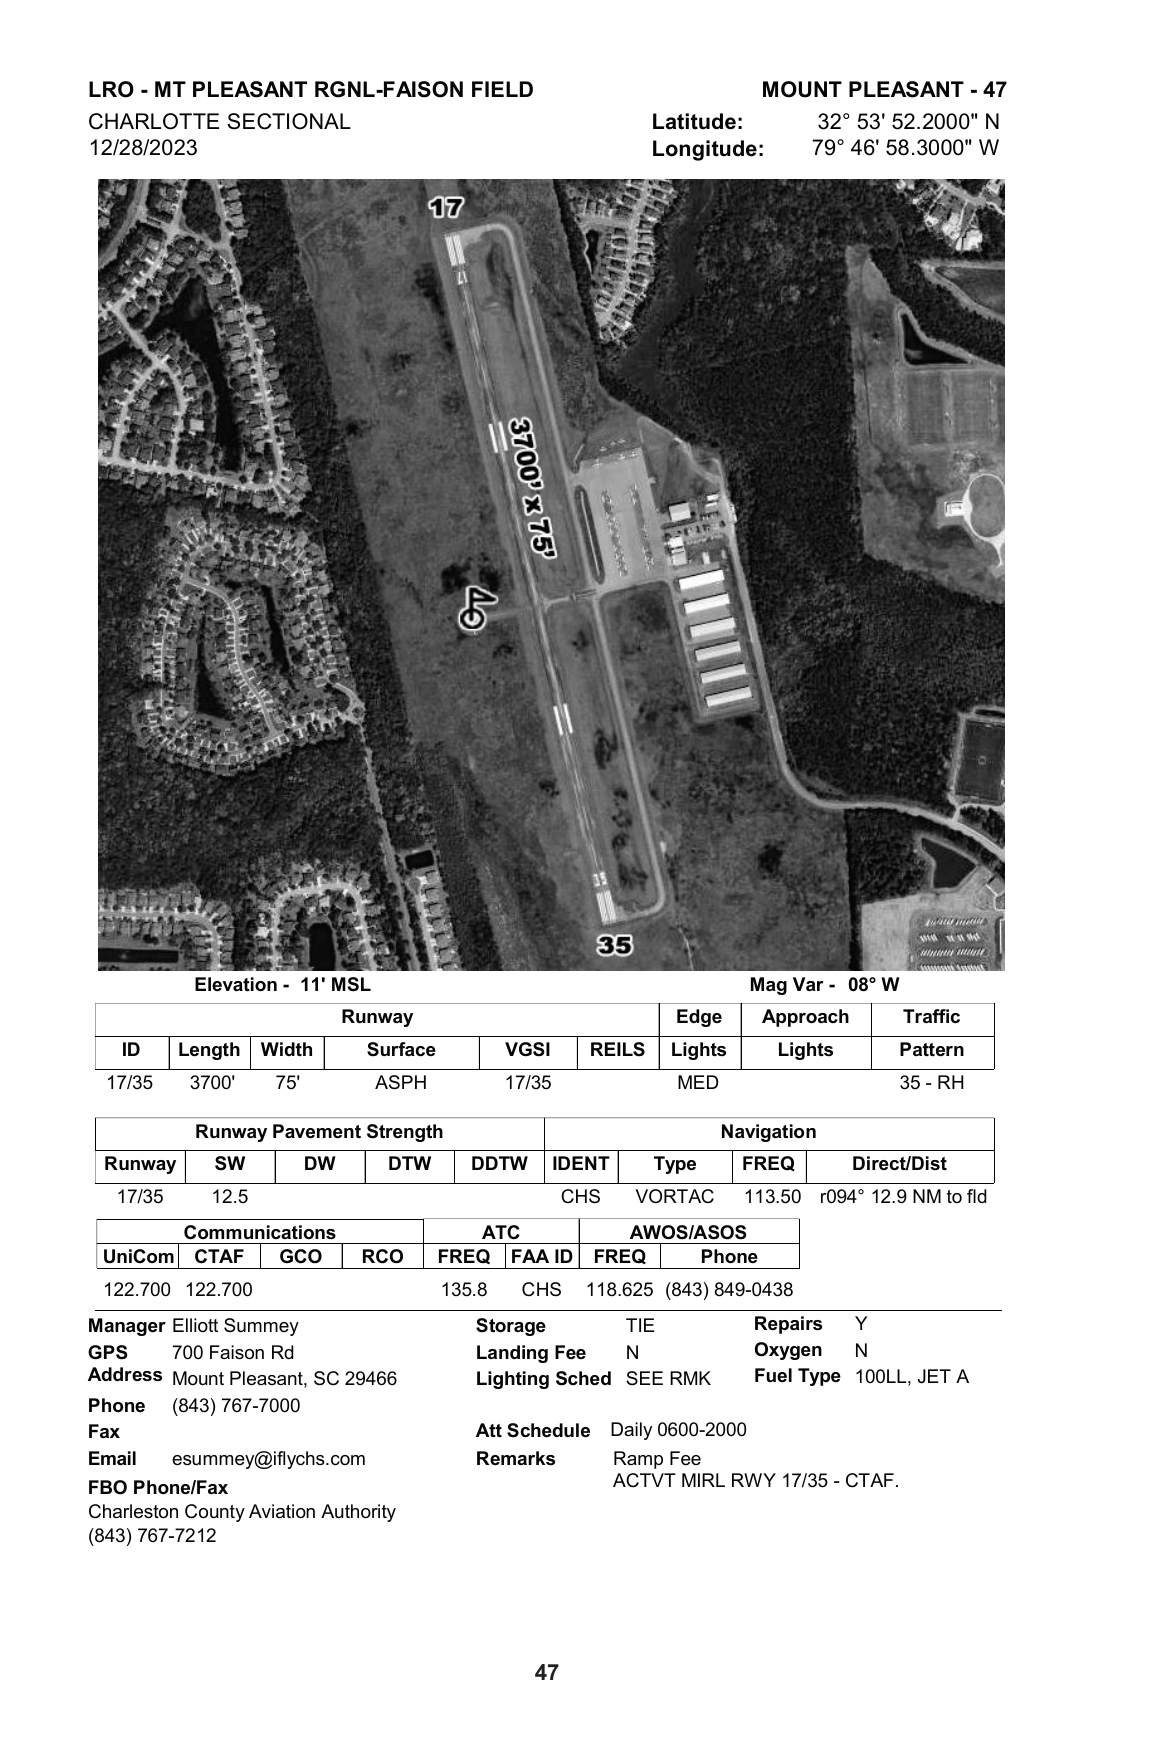 LRO - MT PLEASANT RGNL-FAISON FIELD MOUNT PLEASANT - 47
CHARLOTTE SECTIONAL Latitude: 32° 53' 52.2000" N
12/28/2023 Longitude: 79° 46' 58.3000" W
17
17
3700' x 75'
35
35
Elevation - 11' MSL Mag Var - 08° W
Runway Edge Approach Traffic
ID Length Width Surface VGSI REILS Lights Lights Pattern
17/35 3700' 75' ASPH 17/35 MED 35 - RH
Runway Pavement Strength Navigation
Runway SW DW DTW DDTW IDENT Type FREQ Direct/Dist
17/35 12.5 CHS VORTAC 113.50 r094° 12.9 NM to fld
Communications ATC AWOS/ASOS
UniCom CTAF GCO RCO FREQ FAA ID FREQ Phone
122.700 122.700 135.8 CHS 118.625 (843) 849-0438
Manager Elliott Summey Storage TIE Repairs Y
GPS 700 Faison Rd Landing Fee N Oxygen N
Address Mount Pleasant, SC 29466 Lighting Sched SEE RMK Fuel Type 100LL, JET A
Phone (843) 767-7000
Fax Att Schedule Daily 0600-2000
Email esummey@iflychs.com Remarks Ramp Fee
ACTVT MIRL RWY 17/35 - CTAF.
FBO Phone/Fax
Charleston County Aviation Authority
(843) 767-7212
47